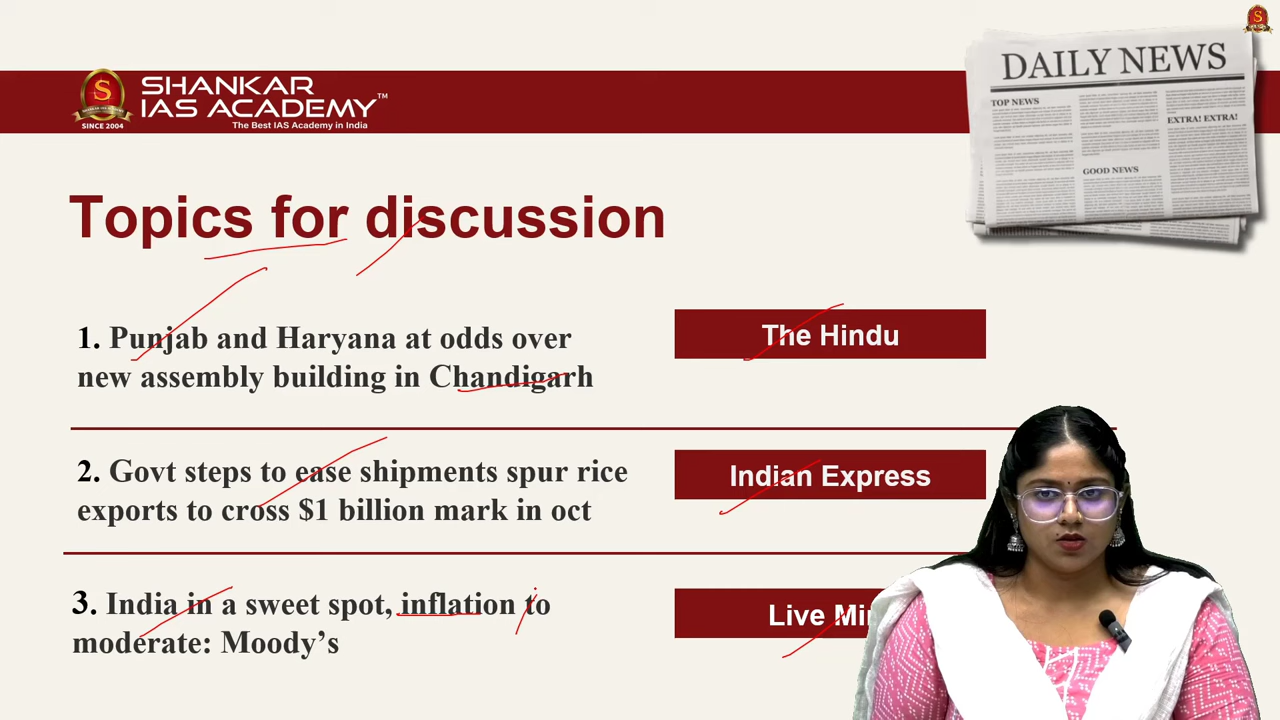 SHANKAR
IAS ACADEMY™
The Best IAS Academy in India
SINCE 2004
DAILY NEWS
TOP NEWS
EXTRA! EXTRA!
GOOD NEWS
Topics for discussion
1. Punjab and Haryana at odds over
new assembly building in Chandigarh
The Hindu
2. Govt steps to ease shipments spur rice
exports to cross $1 billion mark in oct
Indian Express
3. India in a sweet spot, inflation to
moderate: Moody's
Live